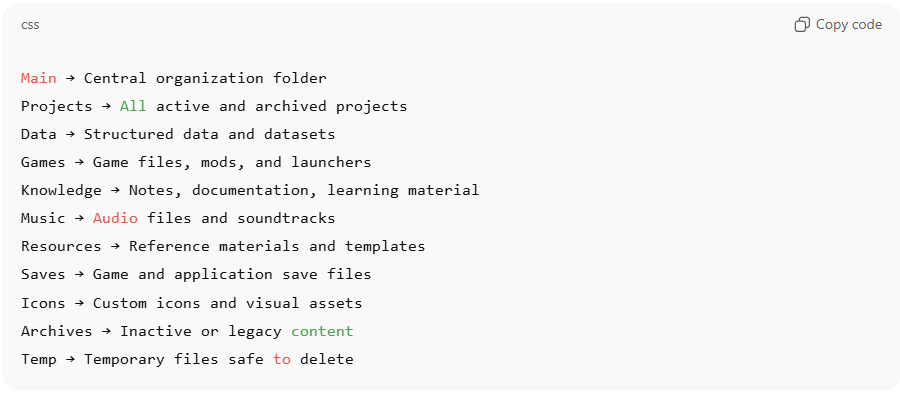 css
Copy code
Main → Central organization folder
Projects → All active and archived projects
Data → Structured data and datasets
Games → Game files, mods, and launchers
Knowledge → Notes, documentation, learning material
Music → Audio files and soundtracks
Resources → Reference materials and templates
Saves → Game and application save files
Icons → Custom icons and visual assets
Archives → Inactive or legacy content
Temp → Temporary files safe to delete